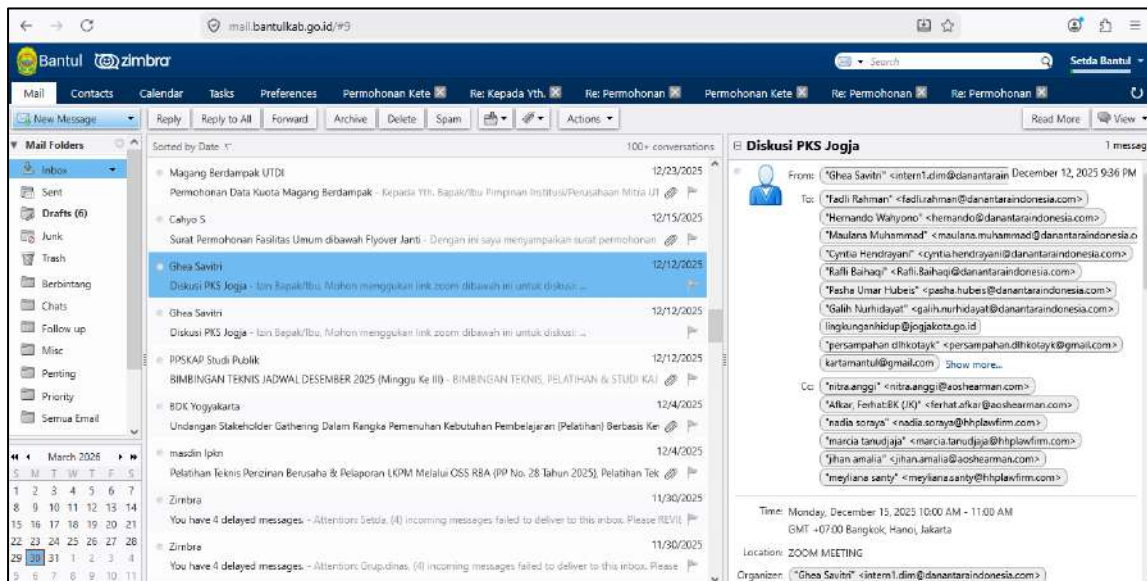 mail.bantulkab.go.id/#9
Bantul zimbra
Search
Setda Bantul
Mail Contacts Calendar Tasks Preferences Permohonan Kete Re: Kepada Yth. Re: Permohonan Permohonan Kete Re: Permohonan Re: Permohonan
New Message Reply Reply to All Forward Archive Delete Spam Actions Read More View
Mail Folders
Inbox
Sent
Drafts (6)
Junk
Trash
Berbintang
Chats
Follow up
Misc
Penting
Priority
Semua Email
March 2026
S M T W T F S
1 2 3 4 5 6 7
8 9 10 11 12 13 14
15 16 17 18 19 20 21
22 23 24 25 26 27 28
29 30 31 1 2 3 4
5 6 7 8 9 10 11
Sorted by Date 100+ conversations
Magang Berdampak UTDI 12/23/2025
Permohonan Data Kuota Magang Berdampak - Kepada Yth. Bapak/Ibu Pimpinan Institusi/Perusahaan Mitra UT
Cahyo S 12/15/2025
Surat Permohonan Fasilitas Umum dibawah Flyover Janti - Dengan ini saya menyampaikan surat permohonan
Ghea Savitri 12/12/2025
Diskusi PKS Jogja - Izin Bapak/Ibu, Mohon menggukan link zoom dibawah ini untuk diskusi: ...
Ghea Savitri 12/12/2025
Diskusi PKS Jogja - Izin Bapak/Ibu, Mohon menggukan link zoom dibawah ini untuk diskusi: ...
PPSKAP Studi Publik 12/12/2025
BIMBINGAN TEKNIS JADWAL DESEMBER 2025 (Minggu Ke III) - BIMBINGAN TEKNIS, PELATIHAN & STUDI KAJ
BDK Yogyakarta 12/4/2025
Undangan Stakeholder Gathering Dalam Rangka Pemenuhan Kebutuhan Pembelajaran (Pelatihan) Berbasis Ke
masdin lpkn 12/4/2025
Pelatihan Teknis Perizinan Berusaha & Pelaporan LKPM Melalui OSS RBA (PP No. 28 Tahun 2025), Pelatihan Tek
Zimbra 11/30/2025
You have 4 delayed messages. - Attention: Setda, (4) incoming messages failed to deliver to this inbox. Please REVIE
Zimbra 11/30/2025
You have 4 delayed messages. - Attention: Grup.dinas, (4) incoming messages failed to deliver to this inbox. Please
Diskusi PKS Jogja 1 messag
From: "Ghea Savitri" <intern1.dim@danantarain December 12, 2025 9:36 PM
To: "Fadli Rahman" <fadli.rahman@danantaraindonesia.com>
"Hernando Wahyono" <hernando@danantaraindonesia.com>
"Maulana Muhammad" <maulana.muhammad@danantaraindonesia.c
"Cyntia Hendrayani" <cyntia.hendrayani@danantaraindonesia.com>
"Rafli Baihaqi" <Rafli.Baihaqi@danantaraindonesia.com>
"Pasha Umar Hubeis" <pasha.hubeis@danantaraindonesia.com>
"Galih Nurhidayat" <galih.nurhidayat@danantaraindonesia.com>
lingkunganhidup@jogjakota.go.id
"persampahan dlhkotayk" <persampahan.dlhkotayk@gmail.com>
kartamantul@gmail.com Show more...
Cc: "nitra.anggi" <nitra.anggi@aoshearman.com>
"Afkar, Ferhat:BK (JK)" <ferhat.afkar@aoshearman.com>
"nadia soraya" <nadia.soraya@hhplawfirm.com>
"marcia tanudjaja" <marcia.tanudjaja@hhplawfirm.com>
"jihan amalia" <jihan.amalia@aoshearman.com>
"meyliana santy" <meyliana.santy@hhplawfirm.com>
Time: Monday, December 15, 2025 10:00 AM - 11:00 AM
GMT +07:00 Bangkok, Hanoi, Jakarta
Location: ZOOM MEETING
Organizer: "Ghea Savitri" <intern1.dim@danantaraindonesia.com>